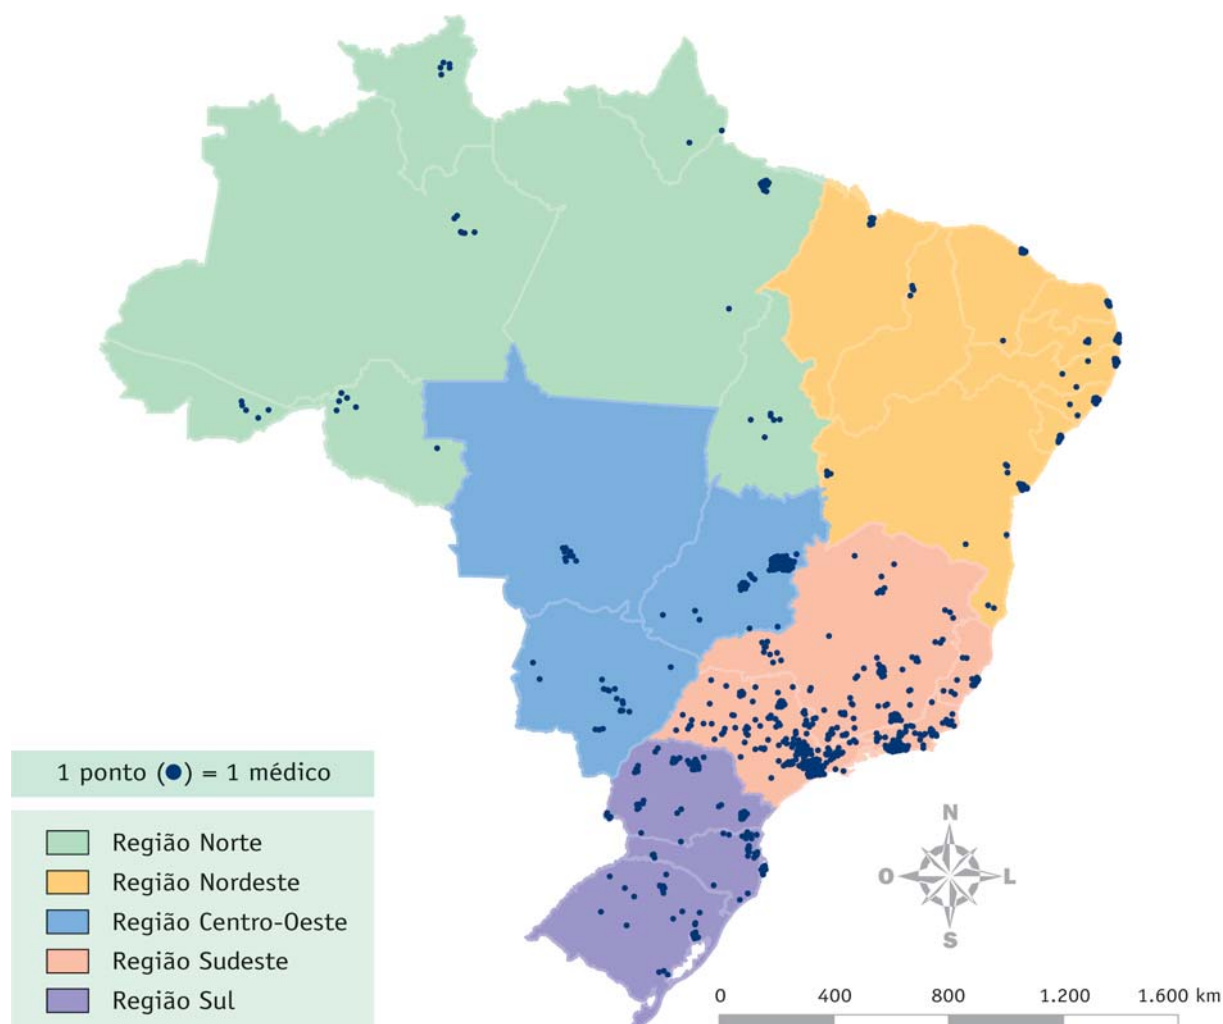 1 ponto (●) = 1 médico
Região Norte
Região Nordeste
Região Centro-Oeste
Região Sudeste
Região Sul
N
O L
S
0 400 800 1.200 1.600 km